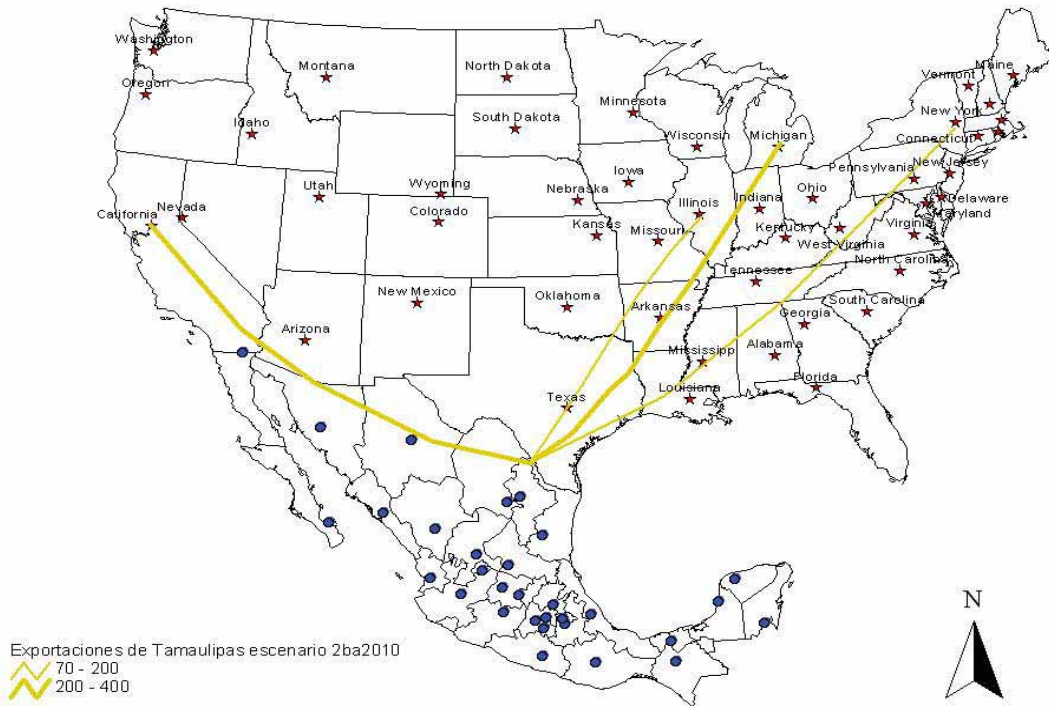 Washington
Montana
North Dakota
Maine
Vermont
Oregon
Minnesota
New York
South Dakota
Idaho
Wisconsin
Michigan
Connecticut
Pennsylvania
New Jersey
Iowa
Utah
Wyoming
Nebraska
Ohio
Illinois
Indiana
Delaware
Maryland
California
Nevada
Colorado
Kansas
Missouri
Kentucky
Virginia
West Virginia
North Carolina
Tennessee
New Mexico
Oklahoma
Arkansas
South Carolina
Georgia
Arizona
Mississipp
Alabama
Florida
Texas
Louisiana
N
Exportaciones de Tamaulipas escenario 2ba2010
70 - 200
200 - 400